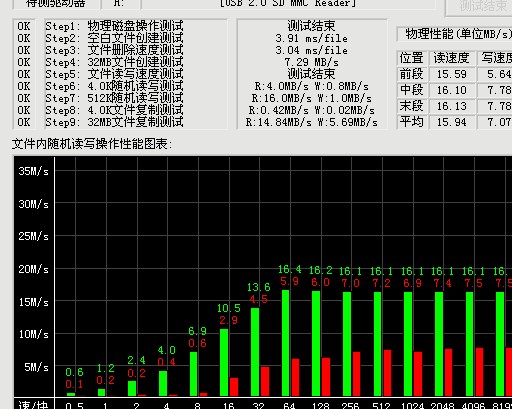 待测驱动器 H: [USB 2.0 SD MMC Reader] 测试结束
OK Step1: 物理磁盘操作测试 测试结束
OK Step2: 空白文件创建测试 3.91 ms/file
OK Step3: 文件删除速度测试 3.04 ms/file
OK Step4: 32MB文件创建测试 7.29 MB/s
OK Step5: 文件读写速度测试 测试结束
OK Step6: 4.0K随机读写测试 R:4.0MB/s W:0.8MB/s
OK Step7: 512K随机读写测试 R:16.0MB/s W:1.0MB/s
OK Step8: 4.0K文件复制测试 R:0.42MB/s W:0.02MB/s
OK Step9: 32MB文件复制测试 R:14.84MB/s W:5.69MB/s
物理性能(单位MB/s)
位置 读速度 写速度
前段 15.59 5.64
中段 16.10 7.78
末段 16.13 7.78
平均 15.94 7.07
文件内随机读写操作性能图表:
35M/s
25M/s
20M/s
15M/s
10M/s
5M/s
0.6 1.2 2.4 4.0 6.9 10.5 13.6 16.4 16.2 16.1 16.1 16.1 16.1 16.1
0.1 0.2 0.2 0.4 0.6 2.9 4.5 5.9 6.0 7.0 7.2 6.9 7.4 7.5
速/块 0.5 1 2 4 8 16 32 64 128 256 512 1024 2048 4096